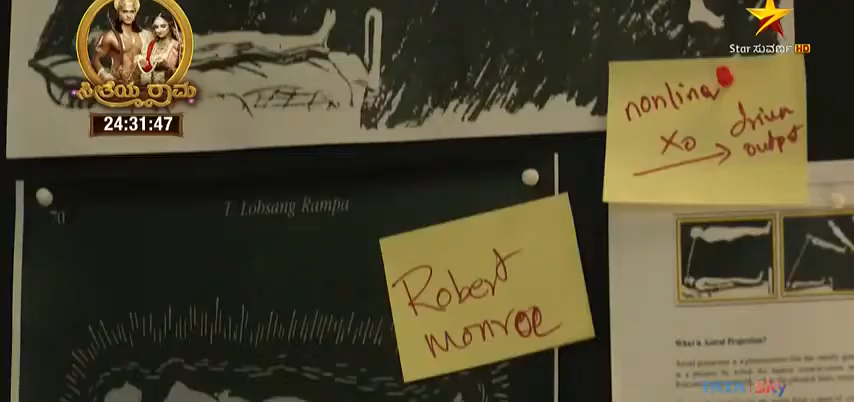 ಸೀತೆಯ ರಾಮ
24:31:47
Star ಸುವರ್ಣ HD
nonlinear
Xo
driven
output
70
T Lobsang Rampa
Robert
monroe
What is Astral Projection?
TATA Sky